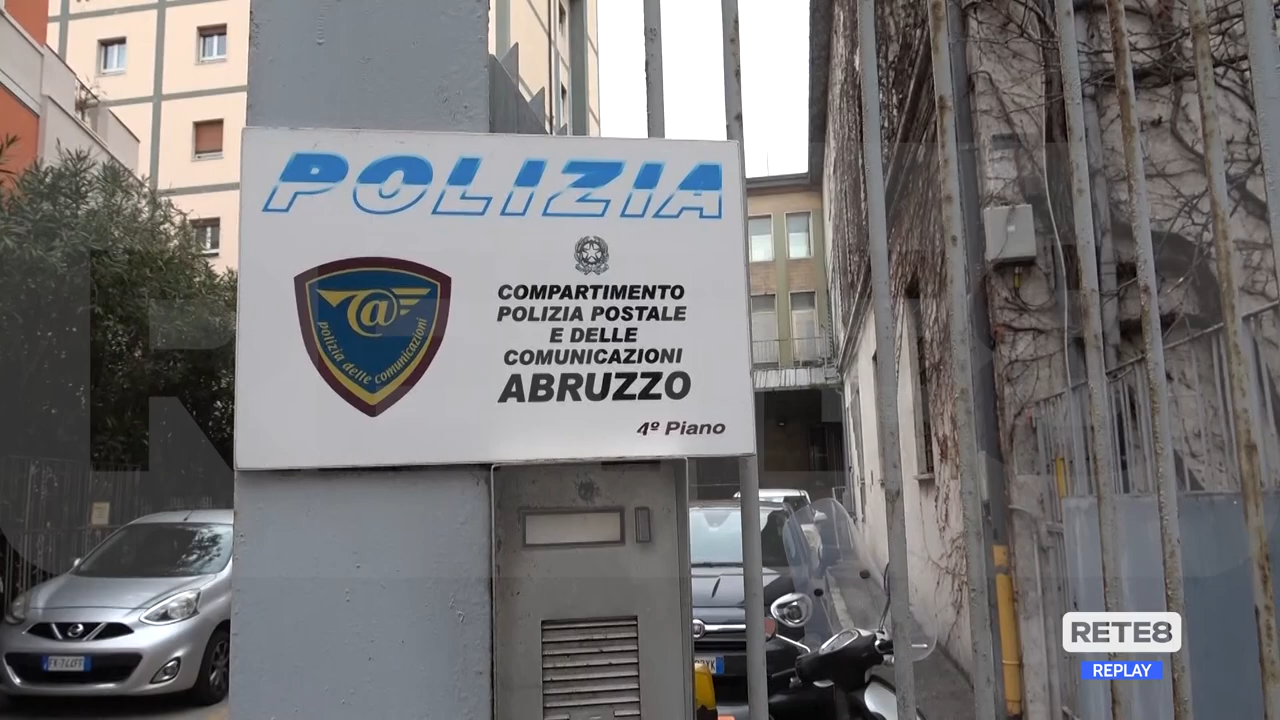 POLIZIA
COMPARTIMENTO
POLIZIA POSTALE
E DELLE
COMUNICAZIONI
ABRUZZO
4º Piano
@
polizia delle comunicazioni
RETE8
REPLAY